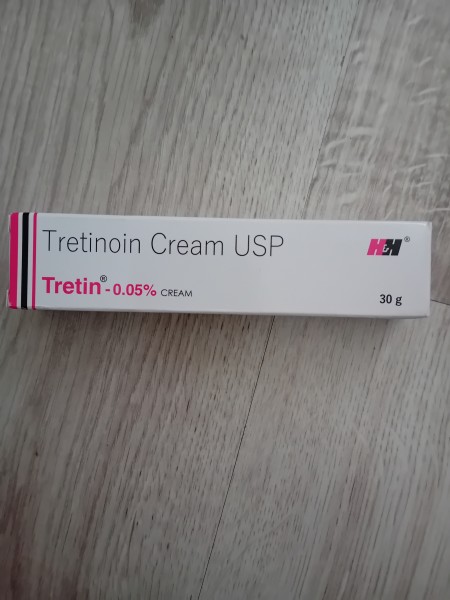 Tretinoin Cream USP
H&H®
Tretin®-0.05% CREAM
30 g